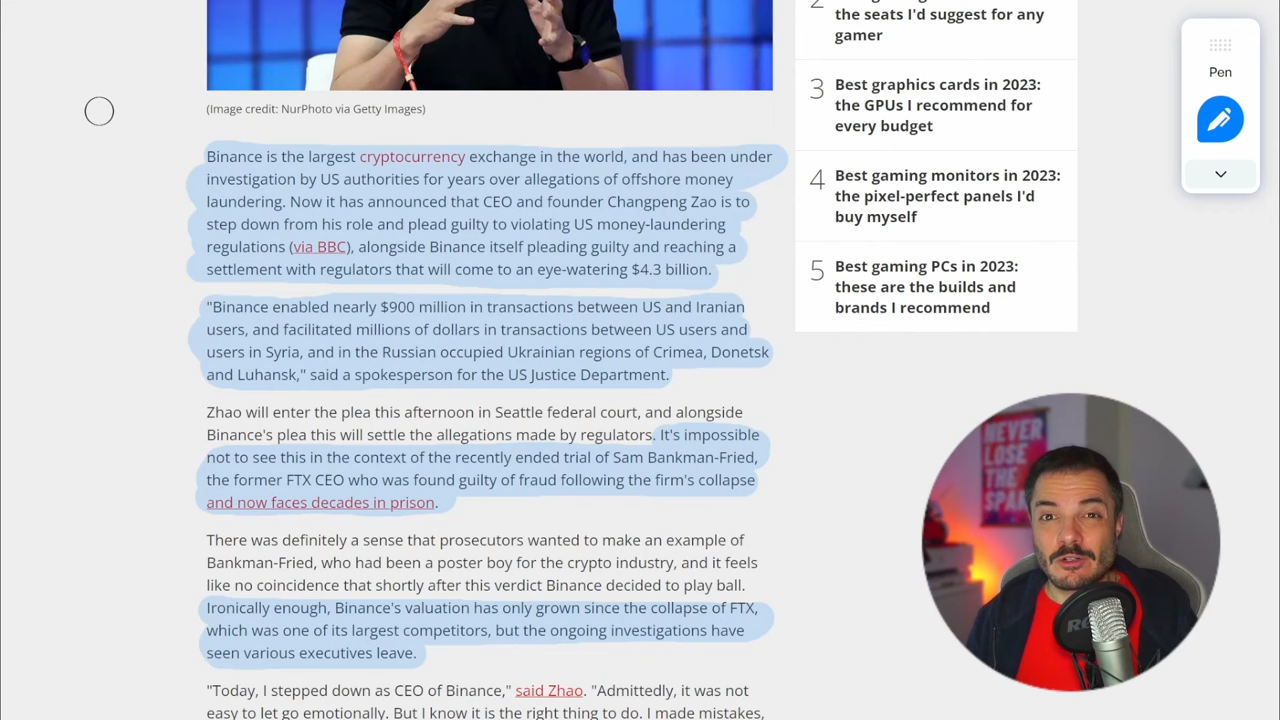 (Image credit: NurPhoto via Getty Images)
Binance is the largest cryptocurrency exchange in the world, and has been under
investigation by US authorities for years over allegations of offshore money
laundering. Now it has announced that CEO and founder Changpeng Zao is to
step down from his role and plead guilty to violating US money-laundering
regulations (via BBC), alongside Binance itself pleading guilty and reaching a
settlement with regulators that will come to an eye-watering $4.3 billion.
"Binance enabled nearly $900 million in transactions between US and Iranian
users, and facilitated millions of dollars in transactions between US users and
users in Syria, and in the Russian occupied Ukrainian regions of Crimea, Donetsk
and Luhansk," said a spokesperson for the US Justice Department.
Zhao will enter the plea this afternoon in Seattle federal court, and alongside
Binance's plea this will settle the allegations made by regulators. It's impossible
not to see this in the context of the recently ended trial of Sam Bankman-Fried,
the former FTX CEO who was found guilty of fraud following the firm's collapse
and now faces decades in prison.
There was definitely a sense that prosecutors wanted to make an example of
Bankman-Fried, who had been a poster boy for the crypto industry, and it feels
like no coincidence that shortly after this verdict Binance decided to play ball.
Ironically enough, Binance's valuation has only grown since the collapse of FTX,
which was one of its largest competitors, but the ongoing investigations have
seen various executives leave.
"Today, I stepped down as CEO of Binance," said Zhao. "Admittedly, it was not
easy to let go emotionally. But I know it is the right thing to do. I made mistakes,
the seats I'd suggest for any
gamer
3 Best graphics cards in 2023:
the GPUs I recommend for
every budget
4 Best gaming monitors in 2023:
the pixel-perfect panels I'd
buy myself
5 Best gaming PCs in 2023:
these are the builds and
brands I recommend
Pen
NEVER
LOSE
THE